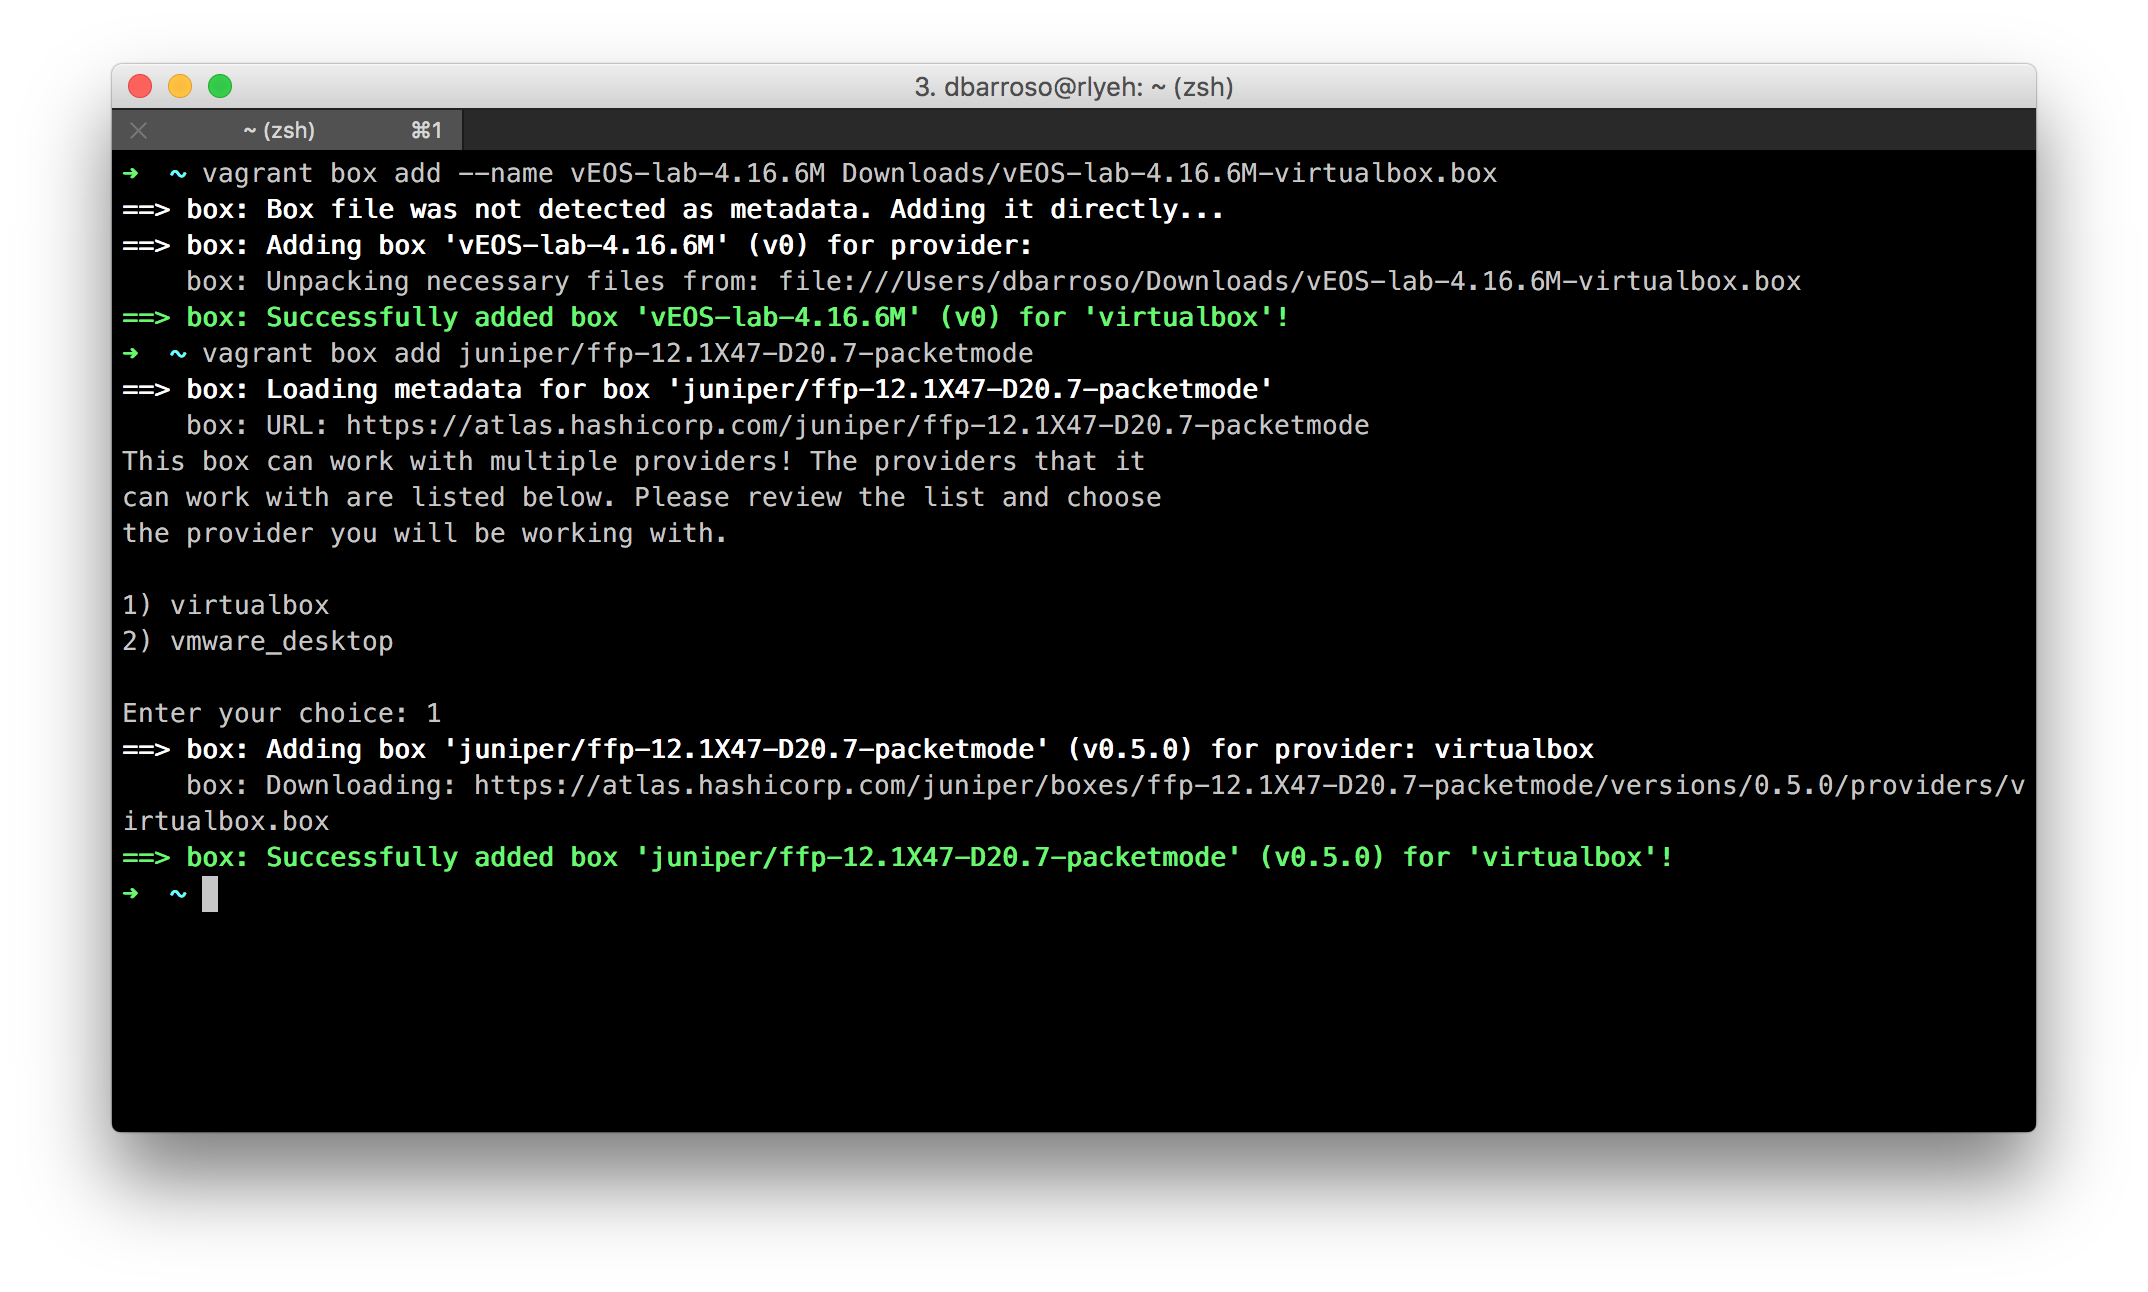 3. dbarroso@rlyeh: ~ (zsh)
~ (zsh) ⌘1
➜ ~ vagrant box add --name vEOS-lab-4.16.6M Downloads/vEOS-lab-4.16.6M-virtualbox.box
==> box: Box file was not detected as metadata. Adding it directly...
==> box: Adding box 'vEOS-lab-4.16.6M' (v0) for provider:
box: Unpacking necessary files from: file:///Users/dbarroso/Downloads/vEOS-lab-4.16.6M-virtualbox.box
==> box: Successfully added box 'vEOS-lab-4.16.6M' (v0) for 'virtualbox'!
➜ ~ vagrant box add juniper/ffp-12.1X47-D20.7-packetmode
==> box: Loading metadata for box 'juniper/ffp-12.1X47-D20.7-packetmode'
box: URL: https://atlas.hashicorp.com/juniper/ffp-12.1X47-D20.7-packetmode
This box can work with multiple providers! The providers that it
can work with are listed below. Please review the list and choose
the provider you will be working with.
1) virtualbox
2) vmware_desktop
Enter your choice: 1
==> box: Adding box 'juniper/ffp-12.1X47-D20.7-packetmode' (v0.5.0) for provider: virtualbox
box: Downloading: https://atlas.hashicorp.com/juniper/boxes/ffp-12.1X47-D20.7-packetmode/versions/0.5.0/providers/v
irtualbox.box
==> box: Successfully added box 'juniper/ffp-12.1X47-D20.7-packetmode' (v0.5.0) for 'virtualbox'!
➜ ~